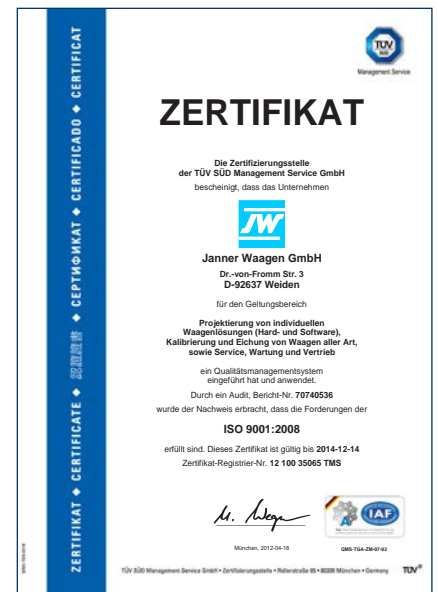 TÜV
SÜD
Management Service
ZERTIFIKAT
Die Zertifizierungsstelle
der TÜV SÜD Management Service GmbH
bescheinigt, dass das Unternehmen
JW
Janner Waagen GmbH
Dr.-von-Fromm Str. 3
D-92637 Weiden
für den Geltungsbereich
Projektierung von individuellen
Waagenlösungen (Hard- und Software),
Kalibrierung und Eichung von Waagen aller Art,
sowie Service, Wartung und Vertrieb
ein Qualitätsmanagementsystem
eingeführt hat und anwendet.
Durch ein Audit, Bericht-Nr. 70740536
wurde der Nachweis erbracht, dass die Forderungen der
ISO 9001:2008
erfüllt sind. Dieses Zertifikat ist gültig bis 2014-12-14
Zertifikat-Registrier-Nr. 12 100 35065 TMS
München, 2012-04-18
IAF
QMS-TGA-ZM-07-92
TÜV SÜD Management Service GmbH • Zertifizierungsstelle • Ridlerstraße 65 • 80339 München • Germany
TÜV®
ZERTIFIKAT ◆ CERTIFICATE ◆ 認證證書 ◆ СЕРТИФИКАТ ◆ CERTIFICADO ◆ CERTIFICAT